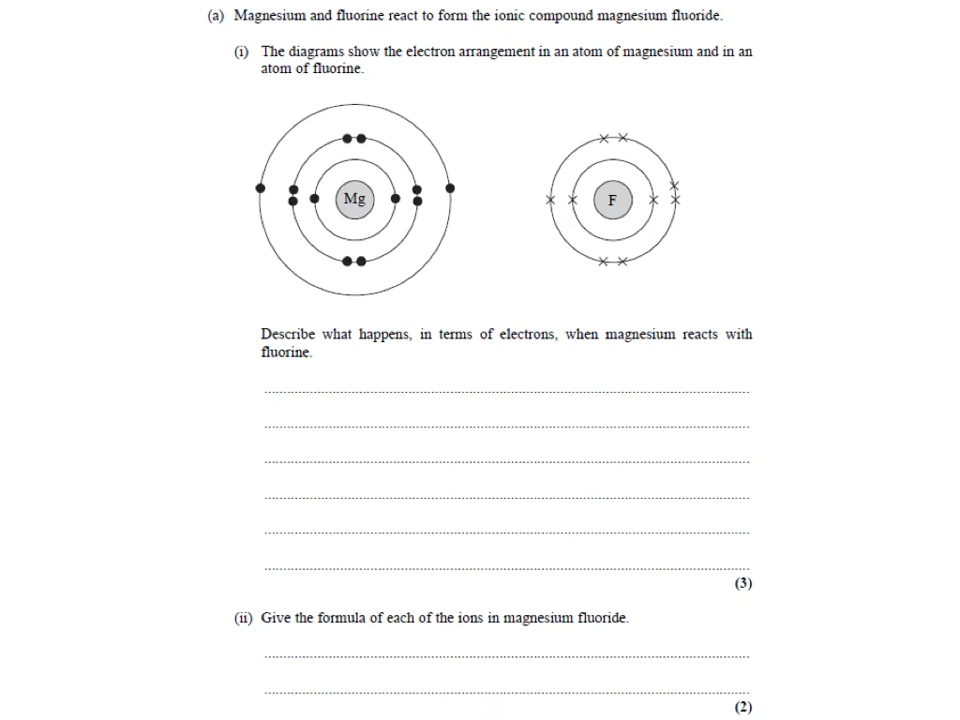 (a) Magnesium and fluorine react to form the ionic compound magnesium fluoride.
(i) The diagrams show the electron arrangement in an atom of magnesium and in an
atom of fluorine.
Mg
F
Describe what happens, in terms of electrons, when magnesium reacts with
fluorine.
(3)
(ii) Give the formula of each of the ions in magnesium fluoride.
(2)